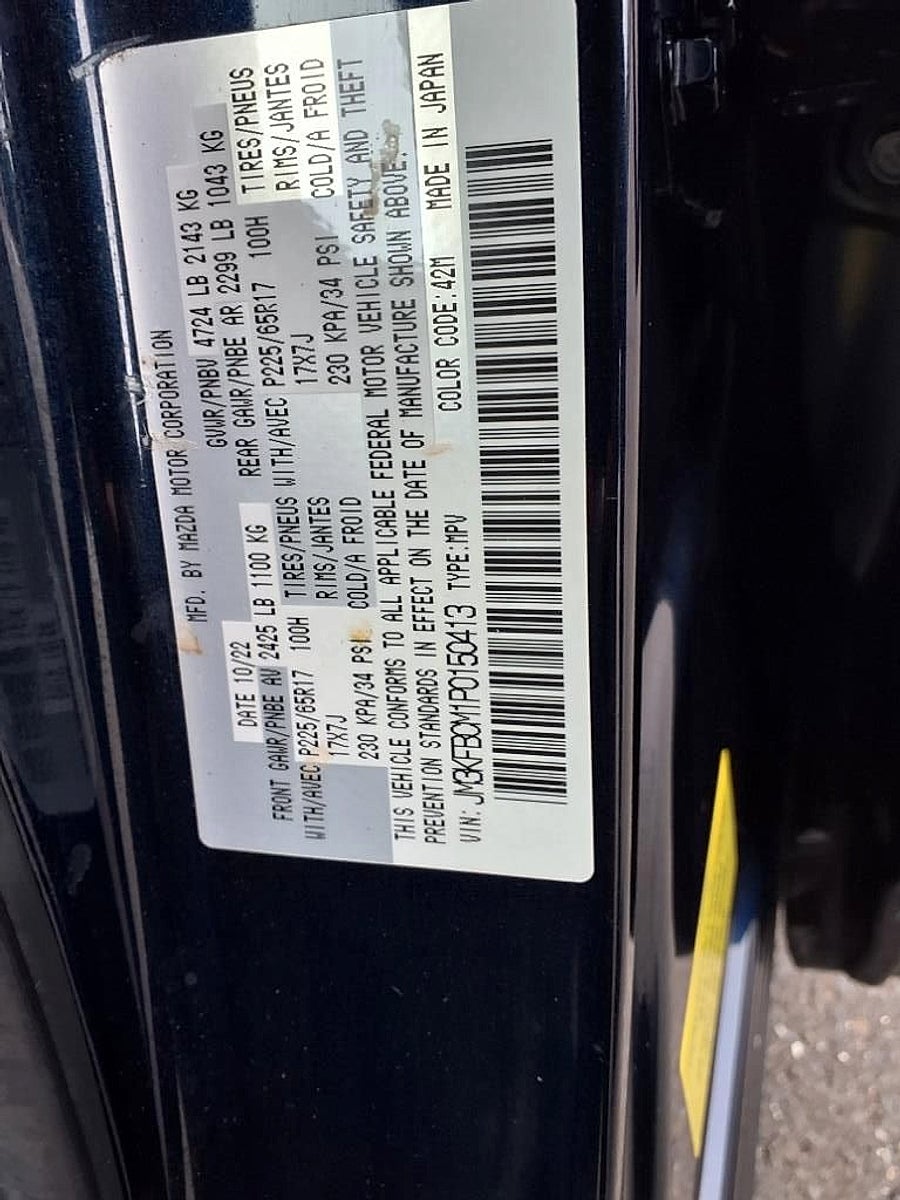 MFD. BY MAZDA MOTOR CORPORATION
DATE 10/22 GVWR/PNBV 4724 LB 2143 KG
FRONT GAWR/PNBE AV 2425 LB 1100 KG REAR GAWR/PNBE AR 2299 LB 1043 KG
WITH/AVEC P225/65R17 100H TIRES/PNEUS WITH/AVEC P225/65R17 100H TIRES/PNEUS
17X7J RIMS/JANTES 17X7J RIMS/JANTES
230 KPA/34 PSI COLD/A FROID 230 KPA/34 PSI COLD/A FROID
THIS VEHICLE CONFORMS TO ALL APPLICABLE FEDERAL MOTOR VEHICLE SAFETY AND THEFT
PREVENTION STANDARDS IN EFFECT ON THE DATE OF MANUFACTURE SHOWN ABOVE.
VIN: JM3KFBCM1P0150413 TYPE:MPV COLOR CODE:42M MADE IN JAPAN